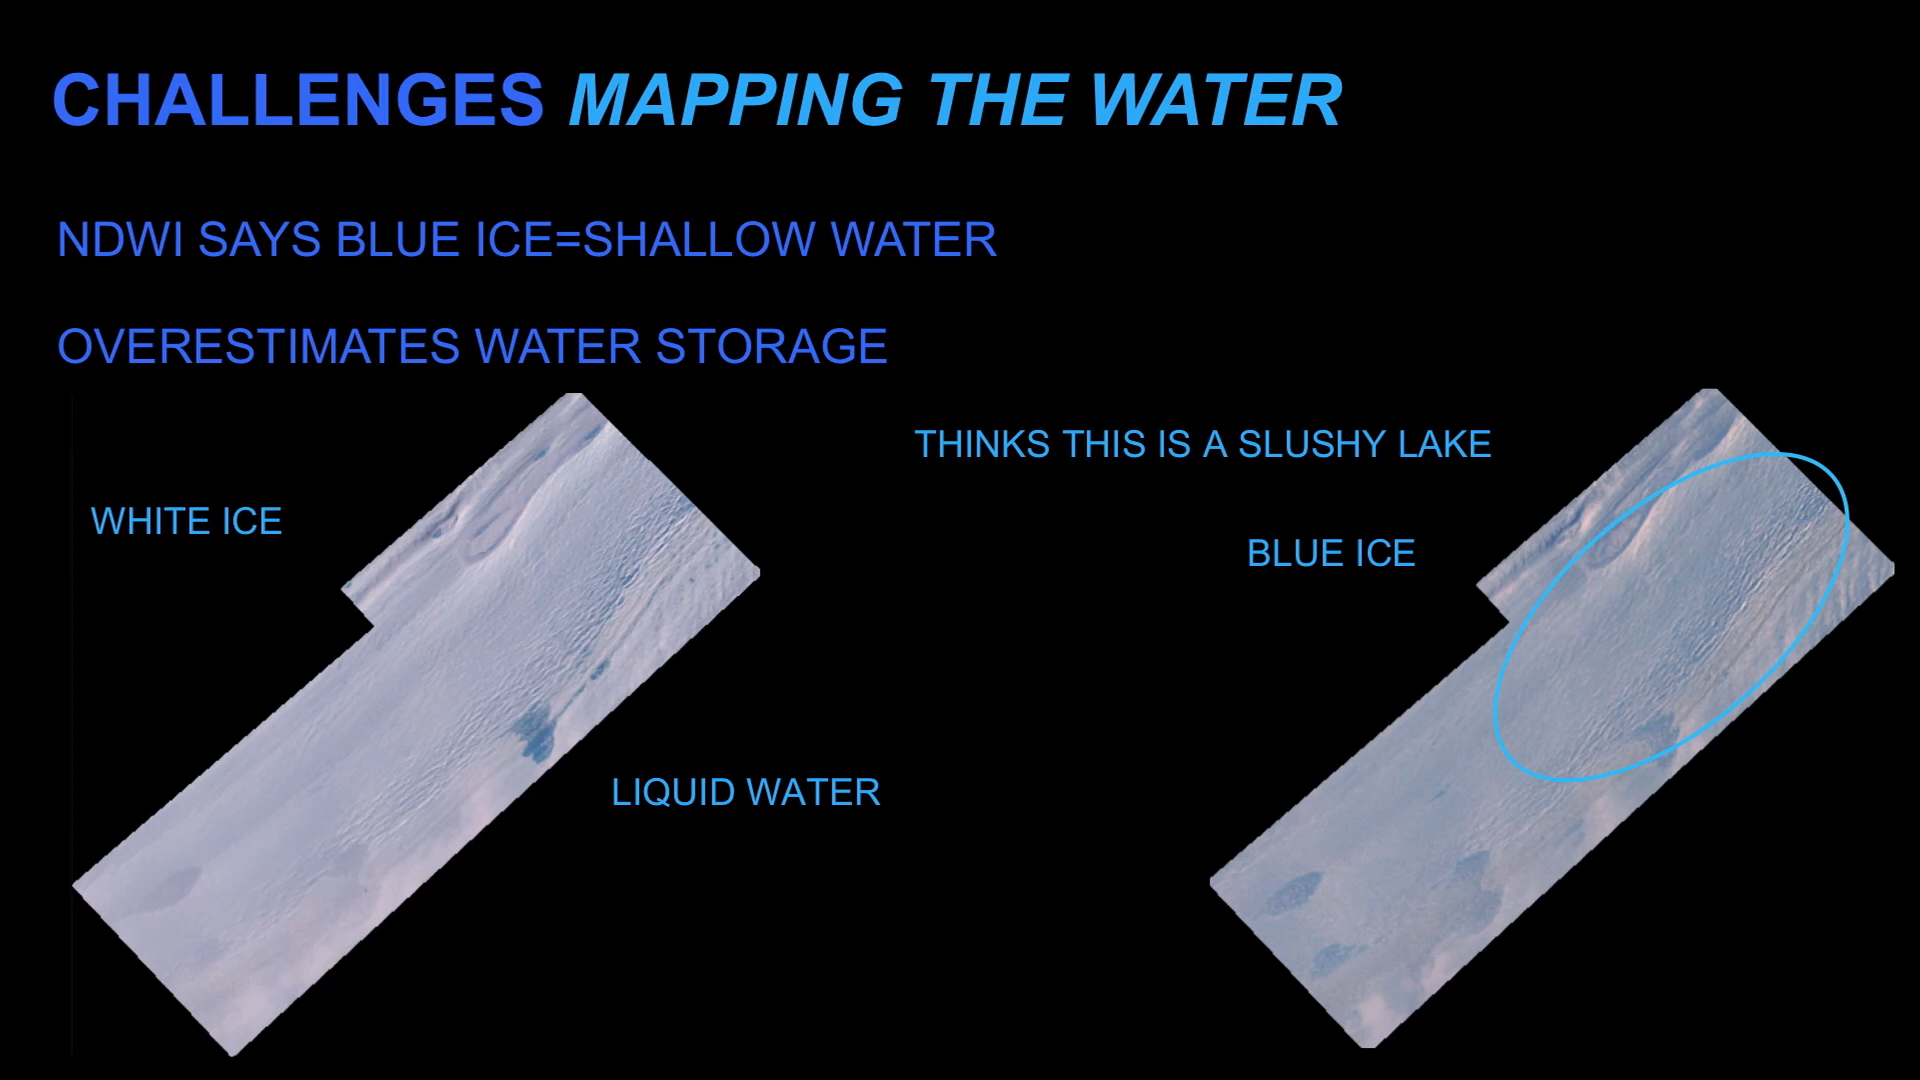 CHALLENGES MAPPING THE WATER
NDWI SAYS BLUE ICE=SHALLOW WATER
OVERESTIMATES WATER STORAGE
WHITE ICE
LIQUID WATER
THINKS THIS IS A SLUSHY LAKE
BLUE ICE